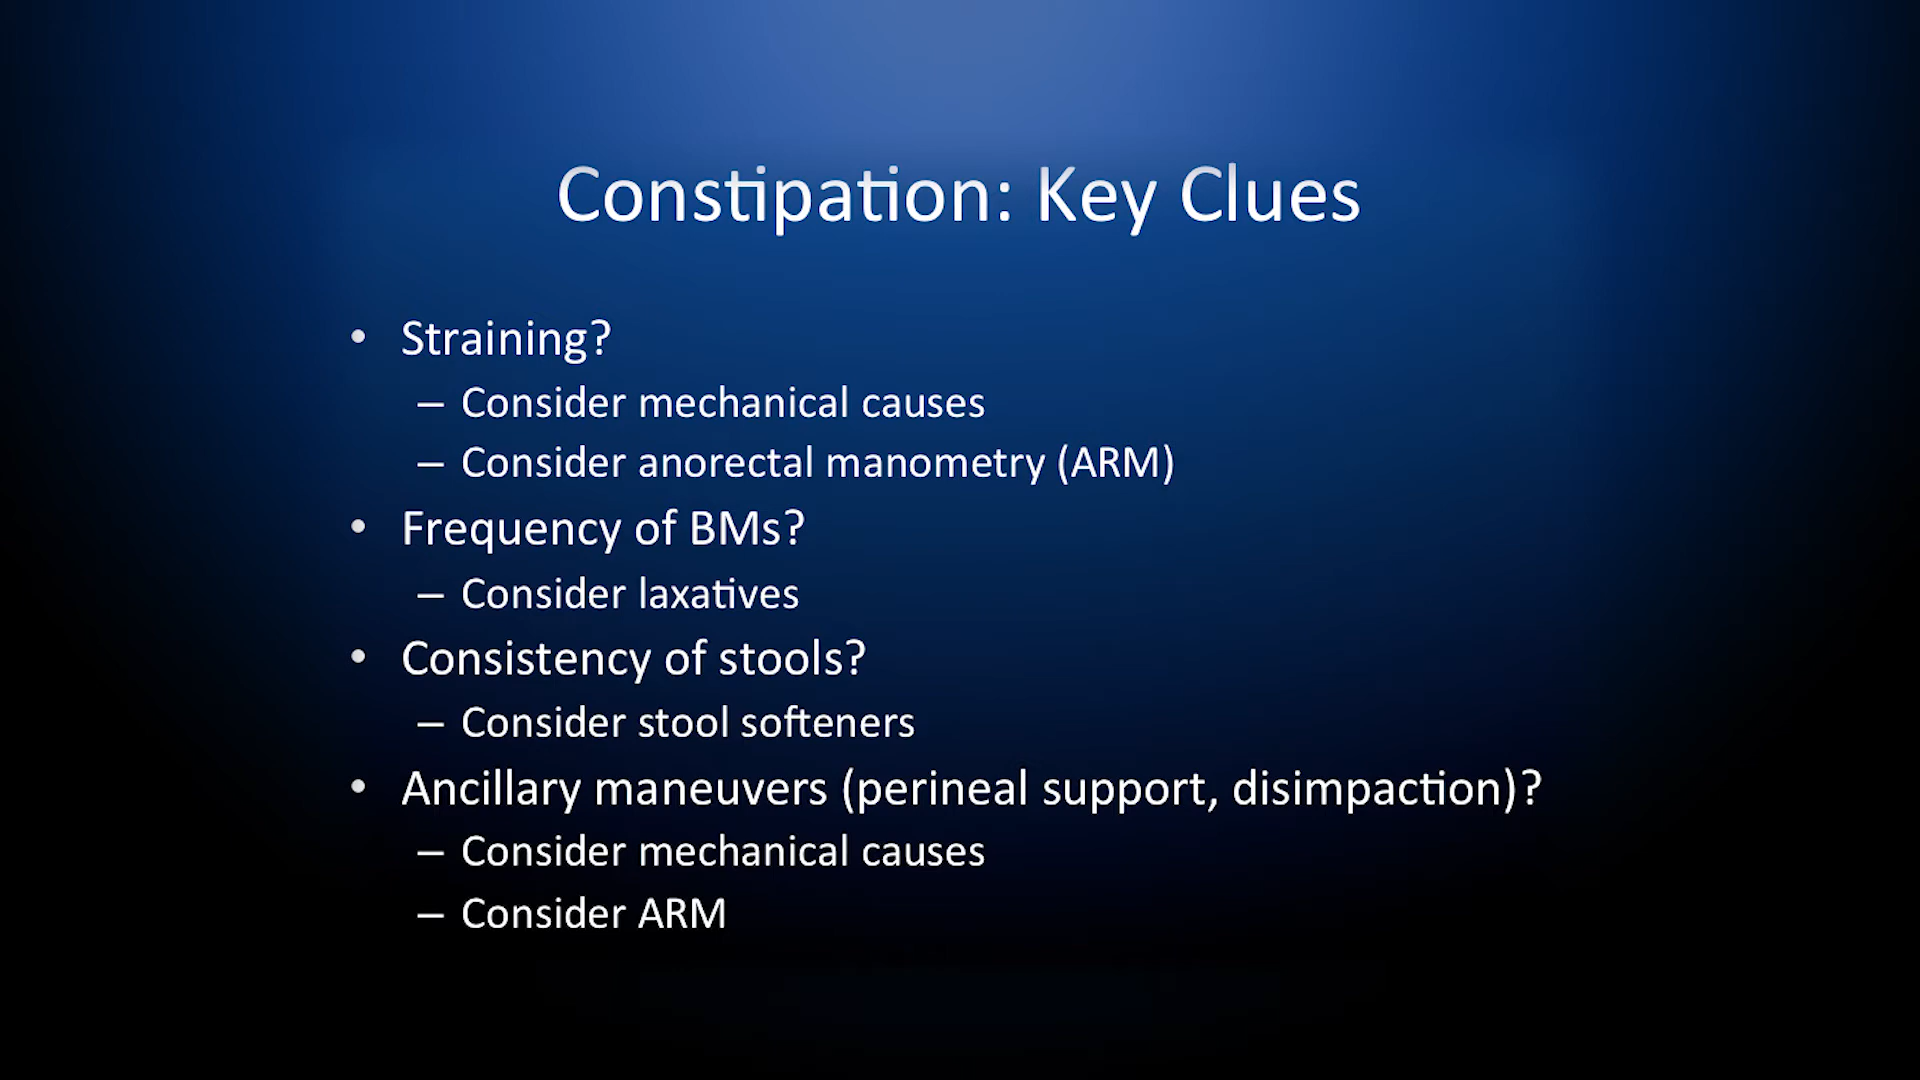 Constipation: Key Clues
• Straining?
– Consider mechanical causes
– Consider anorectal manometry (ARM)
• Frequency of BMs?
– Consider laxatives
• Consistency of stools?
– Consider stool softeners
• Ancillary maneuvers (perineal support, disimpaction)?
– Consider mechanical causes
– Consider ARM